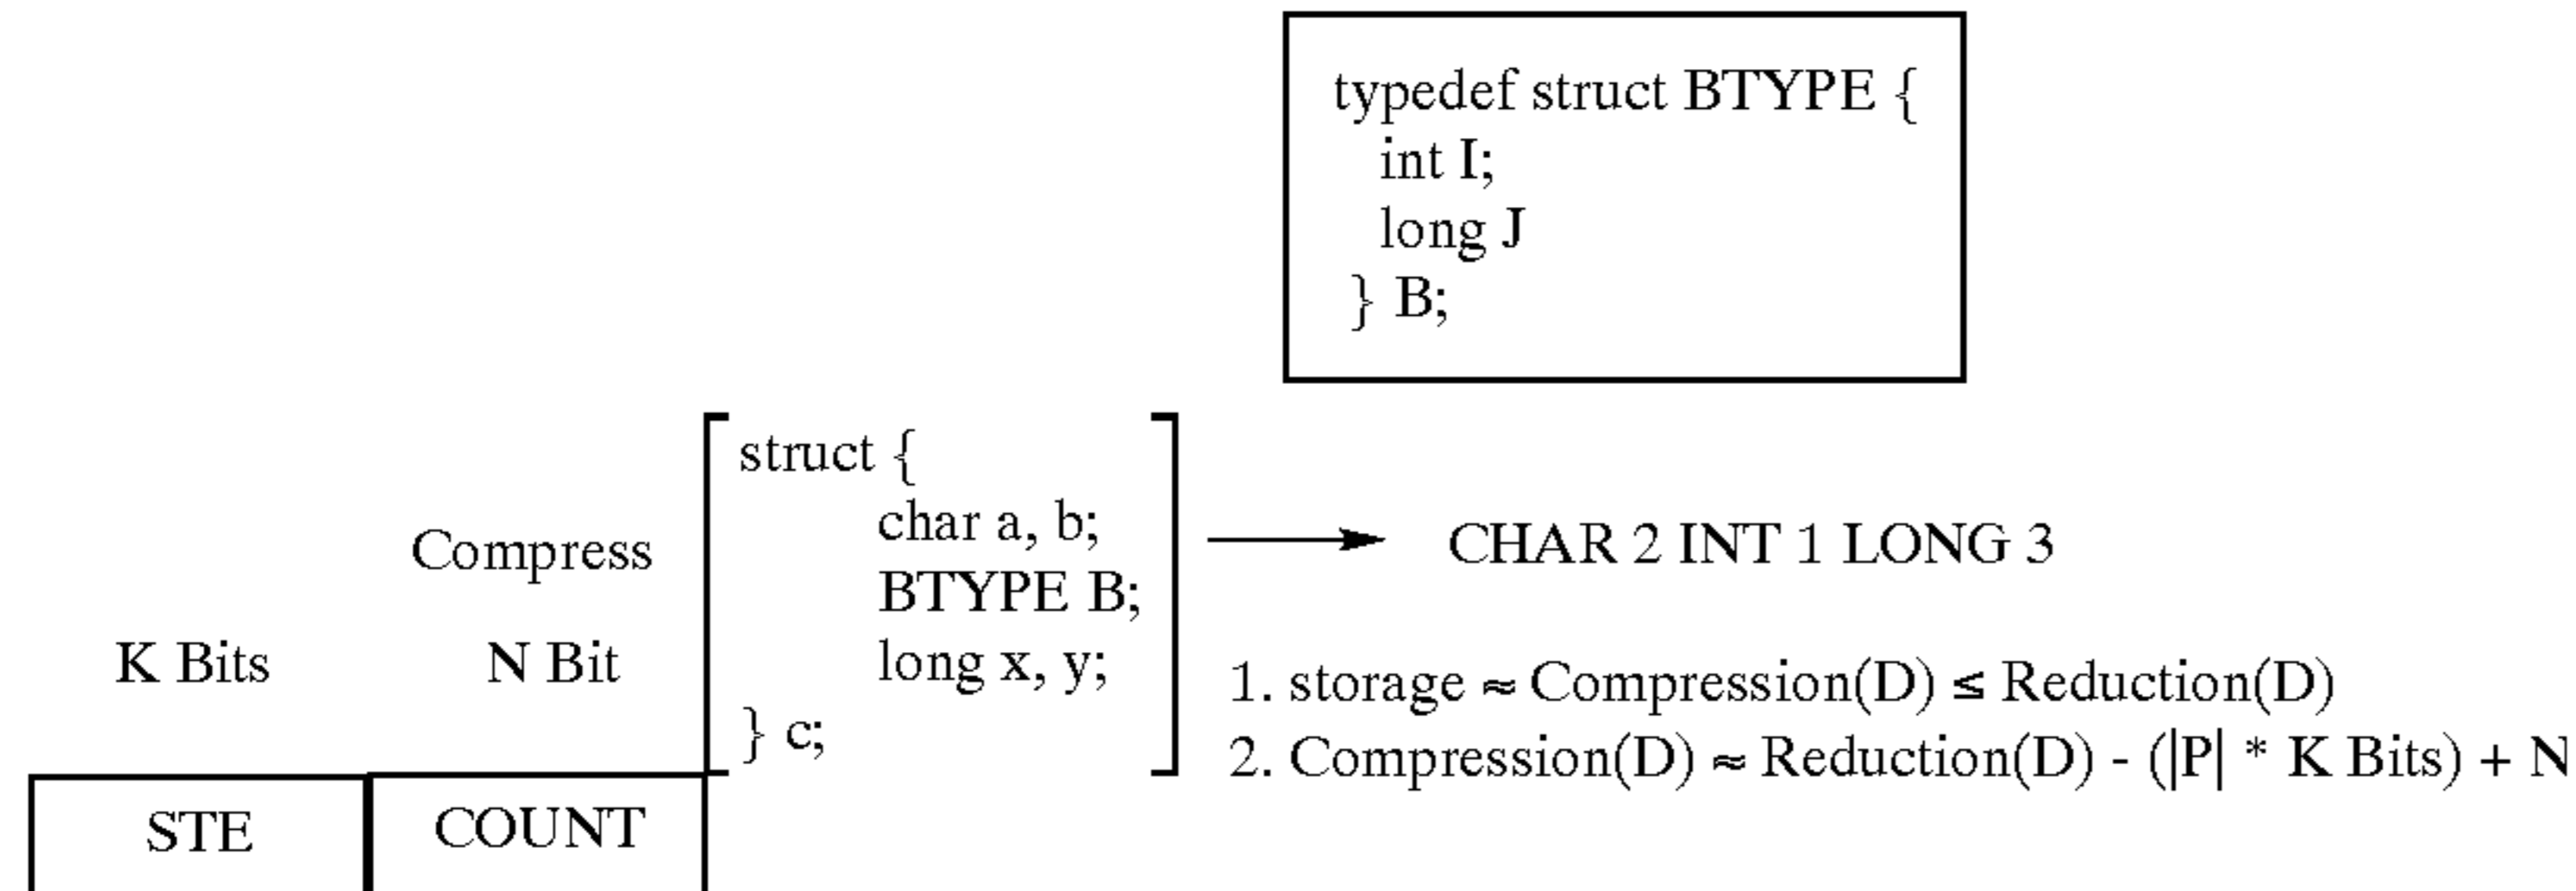 typedef struct BTYPE {
int I;
long J
} B;
struct {
char a, b;
BTYPE B;
long x, y;
} c;
Compress
CHAR 2 INT 1 LONG 3
K Bits
N Bit
1. storage ≈ Compression(D) ≤ Reduction(D)
2. Compression(D) ≈ Reduction(D) - (|P| * K Bits) + N
STE
COUNT